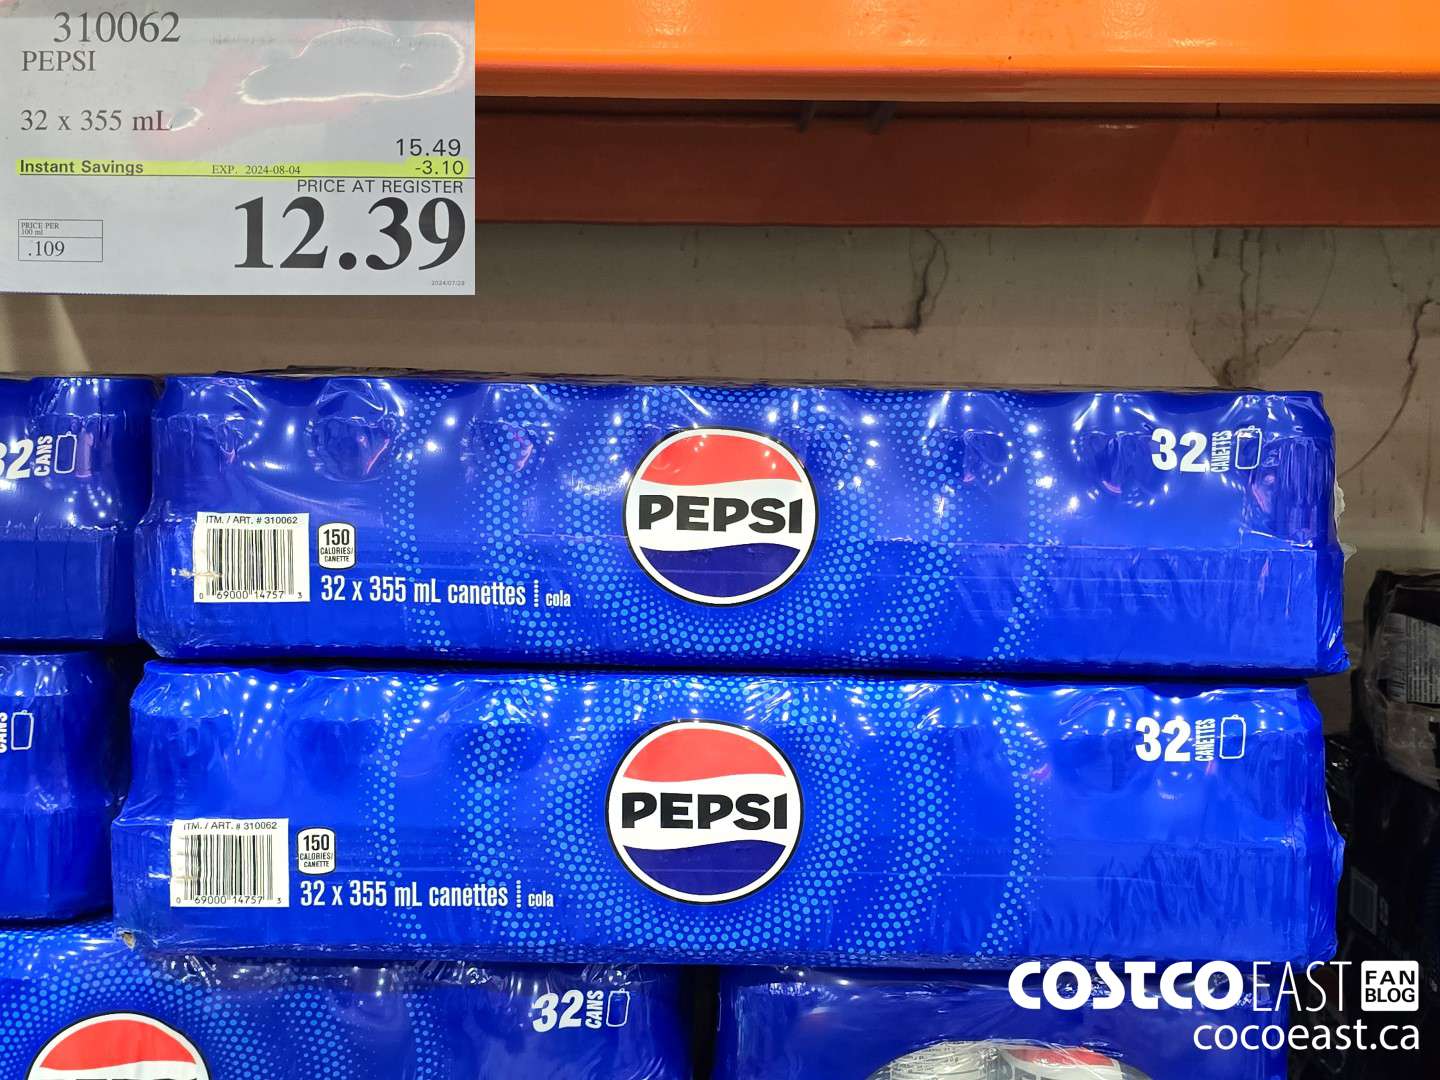 310062
PEPSI
32 x 355 mL
15.49
Instant Savings EXP. 2024-08-04 -3.10
PRICE AT REGISTER
12.39
PRICE PER
100 ml
.109
2024/07/29
32 CANS
PEPSI
32 CANETTES
ITM. / ART. # 310062
150
CALORIES/
CANETTE
0 69000 14757 3
32 x 355 mL canettes cola
CANS
PEPSI
32 CANETTES
ITM. / ART. # 310062
150
CALORIES/
CANETTE
0 69000 14757 3
32 x 355 mL canettes cola
32 CANS
PEPSI
COSTCO EAST FAN BLOG
cocoeast.ca